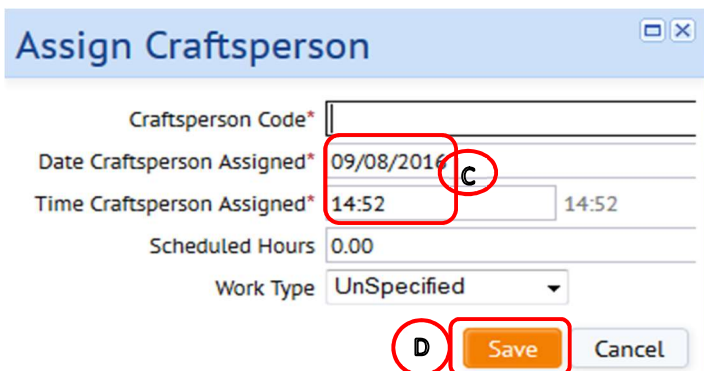 Assign Craftsperson
Craftsperson Code*
Date Craftsperson Assigned* 09/08/2016 C
Time Craftsperson Assigned* 14:52 14:52
Scheduled Hours 0.00
Work Type UnSpecified
D Save Cancel